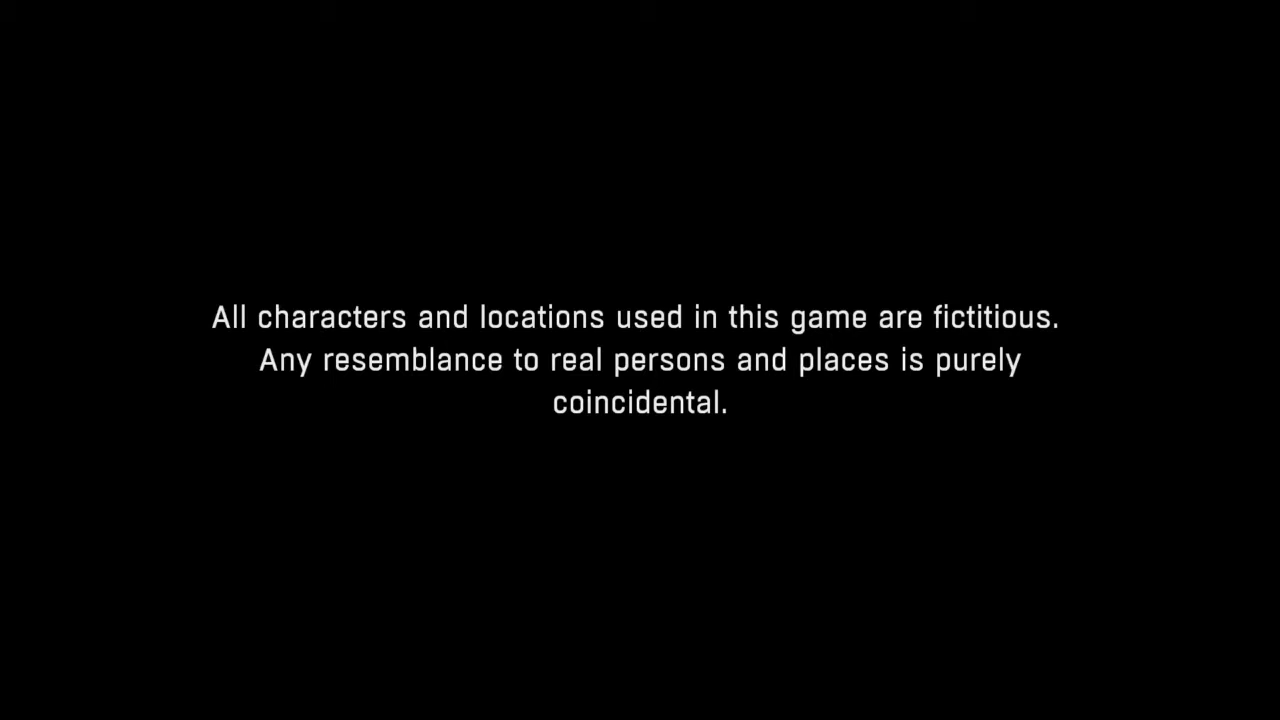 All characters and locations used in this game are fictitious.
Any resemblance to real persons and places is purely
coincidental.